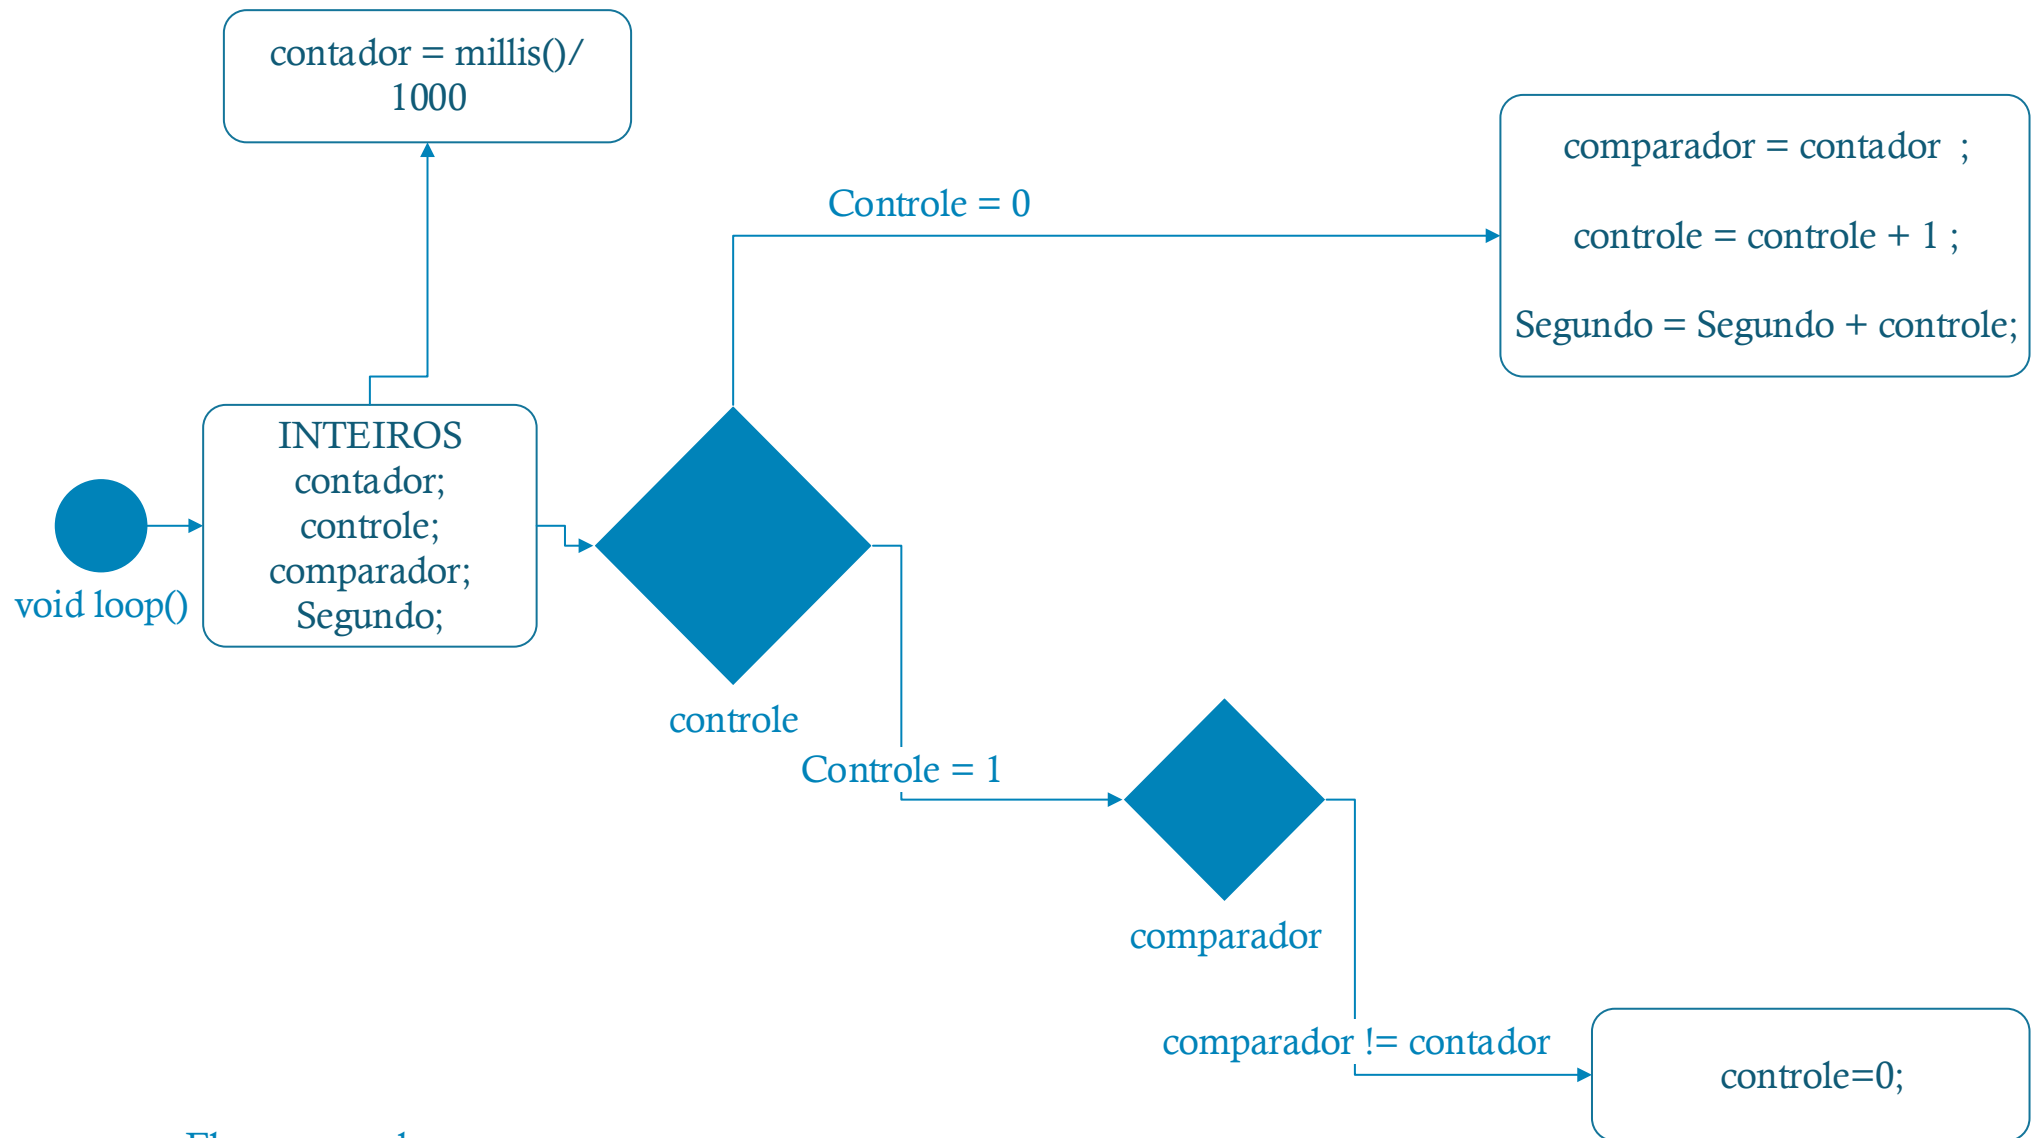 contador = millis()/
1000
Controle = 0
comparador = contador  ;
controle = controle + 1 ;
Segundo = Segundo + controle;
INTEIROS
contador;
controle;
comparador;
Segundo;
void loop()
controle
Controle = 1
comparador
comparador != contador
controle=0;